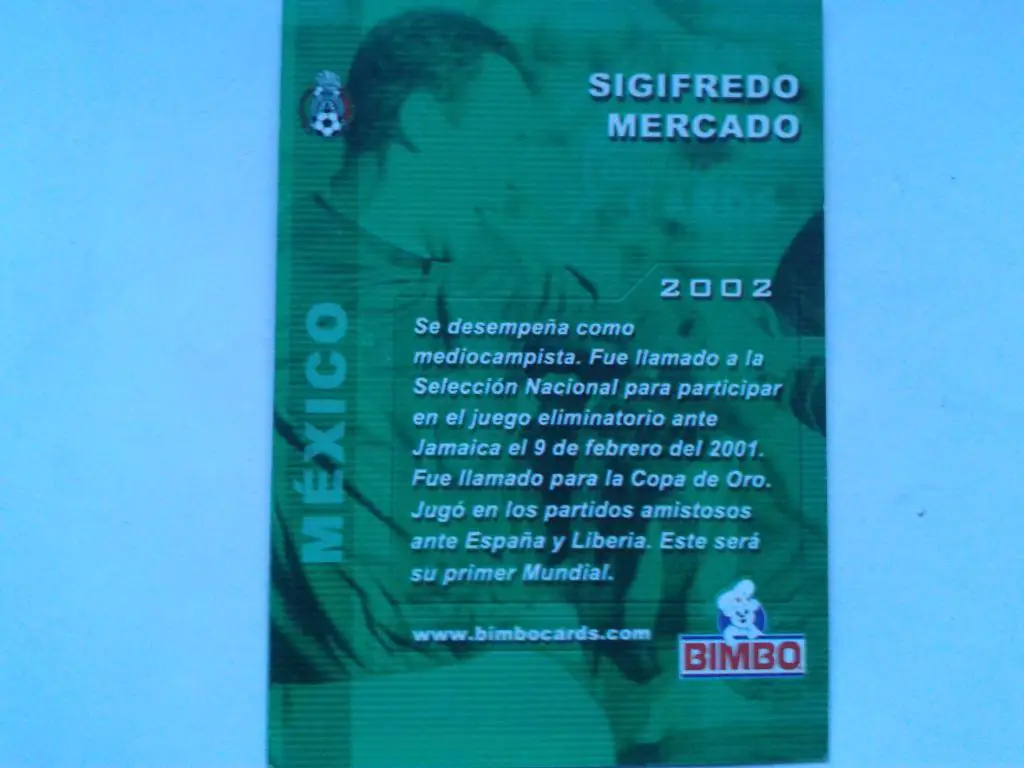 SIGIFREDO
MERCADO
MÉXICO
2002
Se desempeña como
mediocampista. Fue llamado a la
Selección Nacional para participar
en el juego eliminatorio ante
Jamaica el 9 de febrero del 2001.
Fue llamado para la Copa de Oro.
Jugó en los partidos amistosos
ante España y Liberia. Este será
su primer Mundial.
www.bimbocards.com
BIMBO